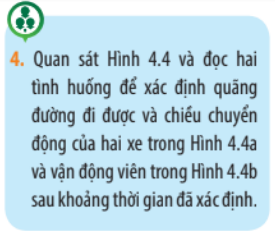 4. Quan sát Hình 4.4 và đọc hai
tình huống để xác định quãng
đường đi được và chiều chuyển
động của hai xe trong Hình 4.4a
và vận động viên trong Hình 4.4b
sau khoảng thời gian đã xác định.